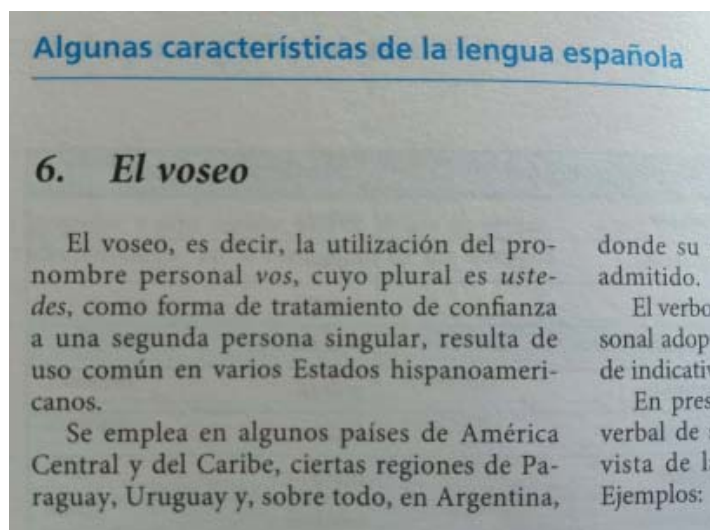 Algunas características de la lengua española
6. El voseo
El voseo, es decir, la utilización del pro-
nombre personal vos, cuyo plural es uste-
des, como forma de tratamiento de confianza
a una segunda persona singular, resulta de
uso común en varios Estados hispanoameri-
canos.
Se emplea en algunos países de América
Central y del Caribe, ciertas regiones de Pa-
raguay, Uruguay y, sobre todo, en Argentina,
donde su
admitido.
El verbo
sonal adop
de indicativ
En pres
verbal de
vista de l
Ejemplos: